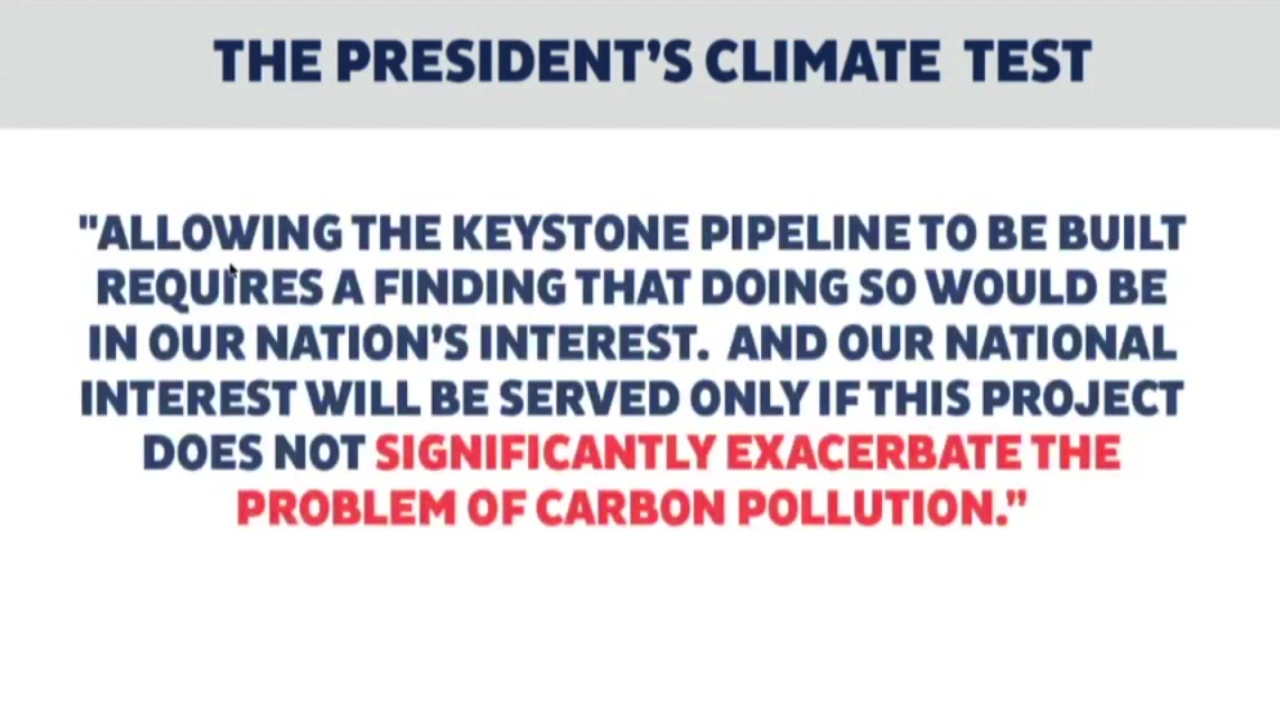 THE PRESIDENT’S CLIMATE TEST
"ALLOWING THE KEYSTONE PIPELINE TO BE BUILT
REQUIRES A FINDING THAT DOING SO WOULD BE
IN OUR NATION’S INTEREST. AND OUR NATIONAL
INTEREST WILL BE SERVED ONLY IF THIS PROJECT
DOES NOT SIGNIFICANTLY EXACERBATE THE
PROBLEM OF CARBON POLLUTION.”